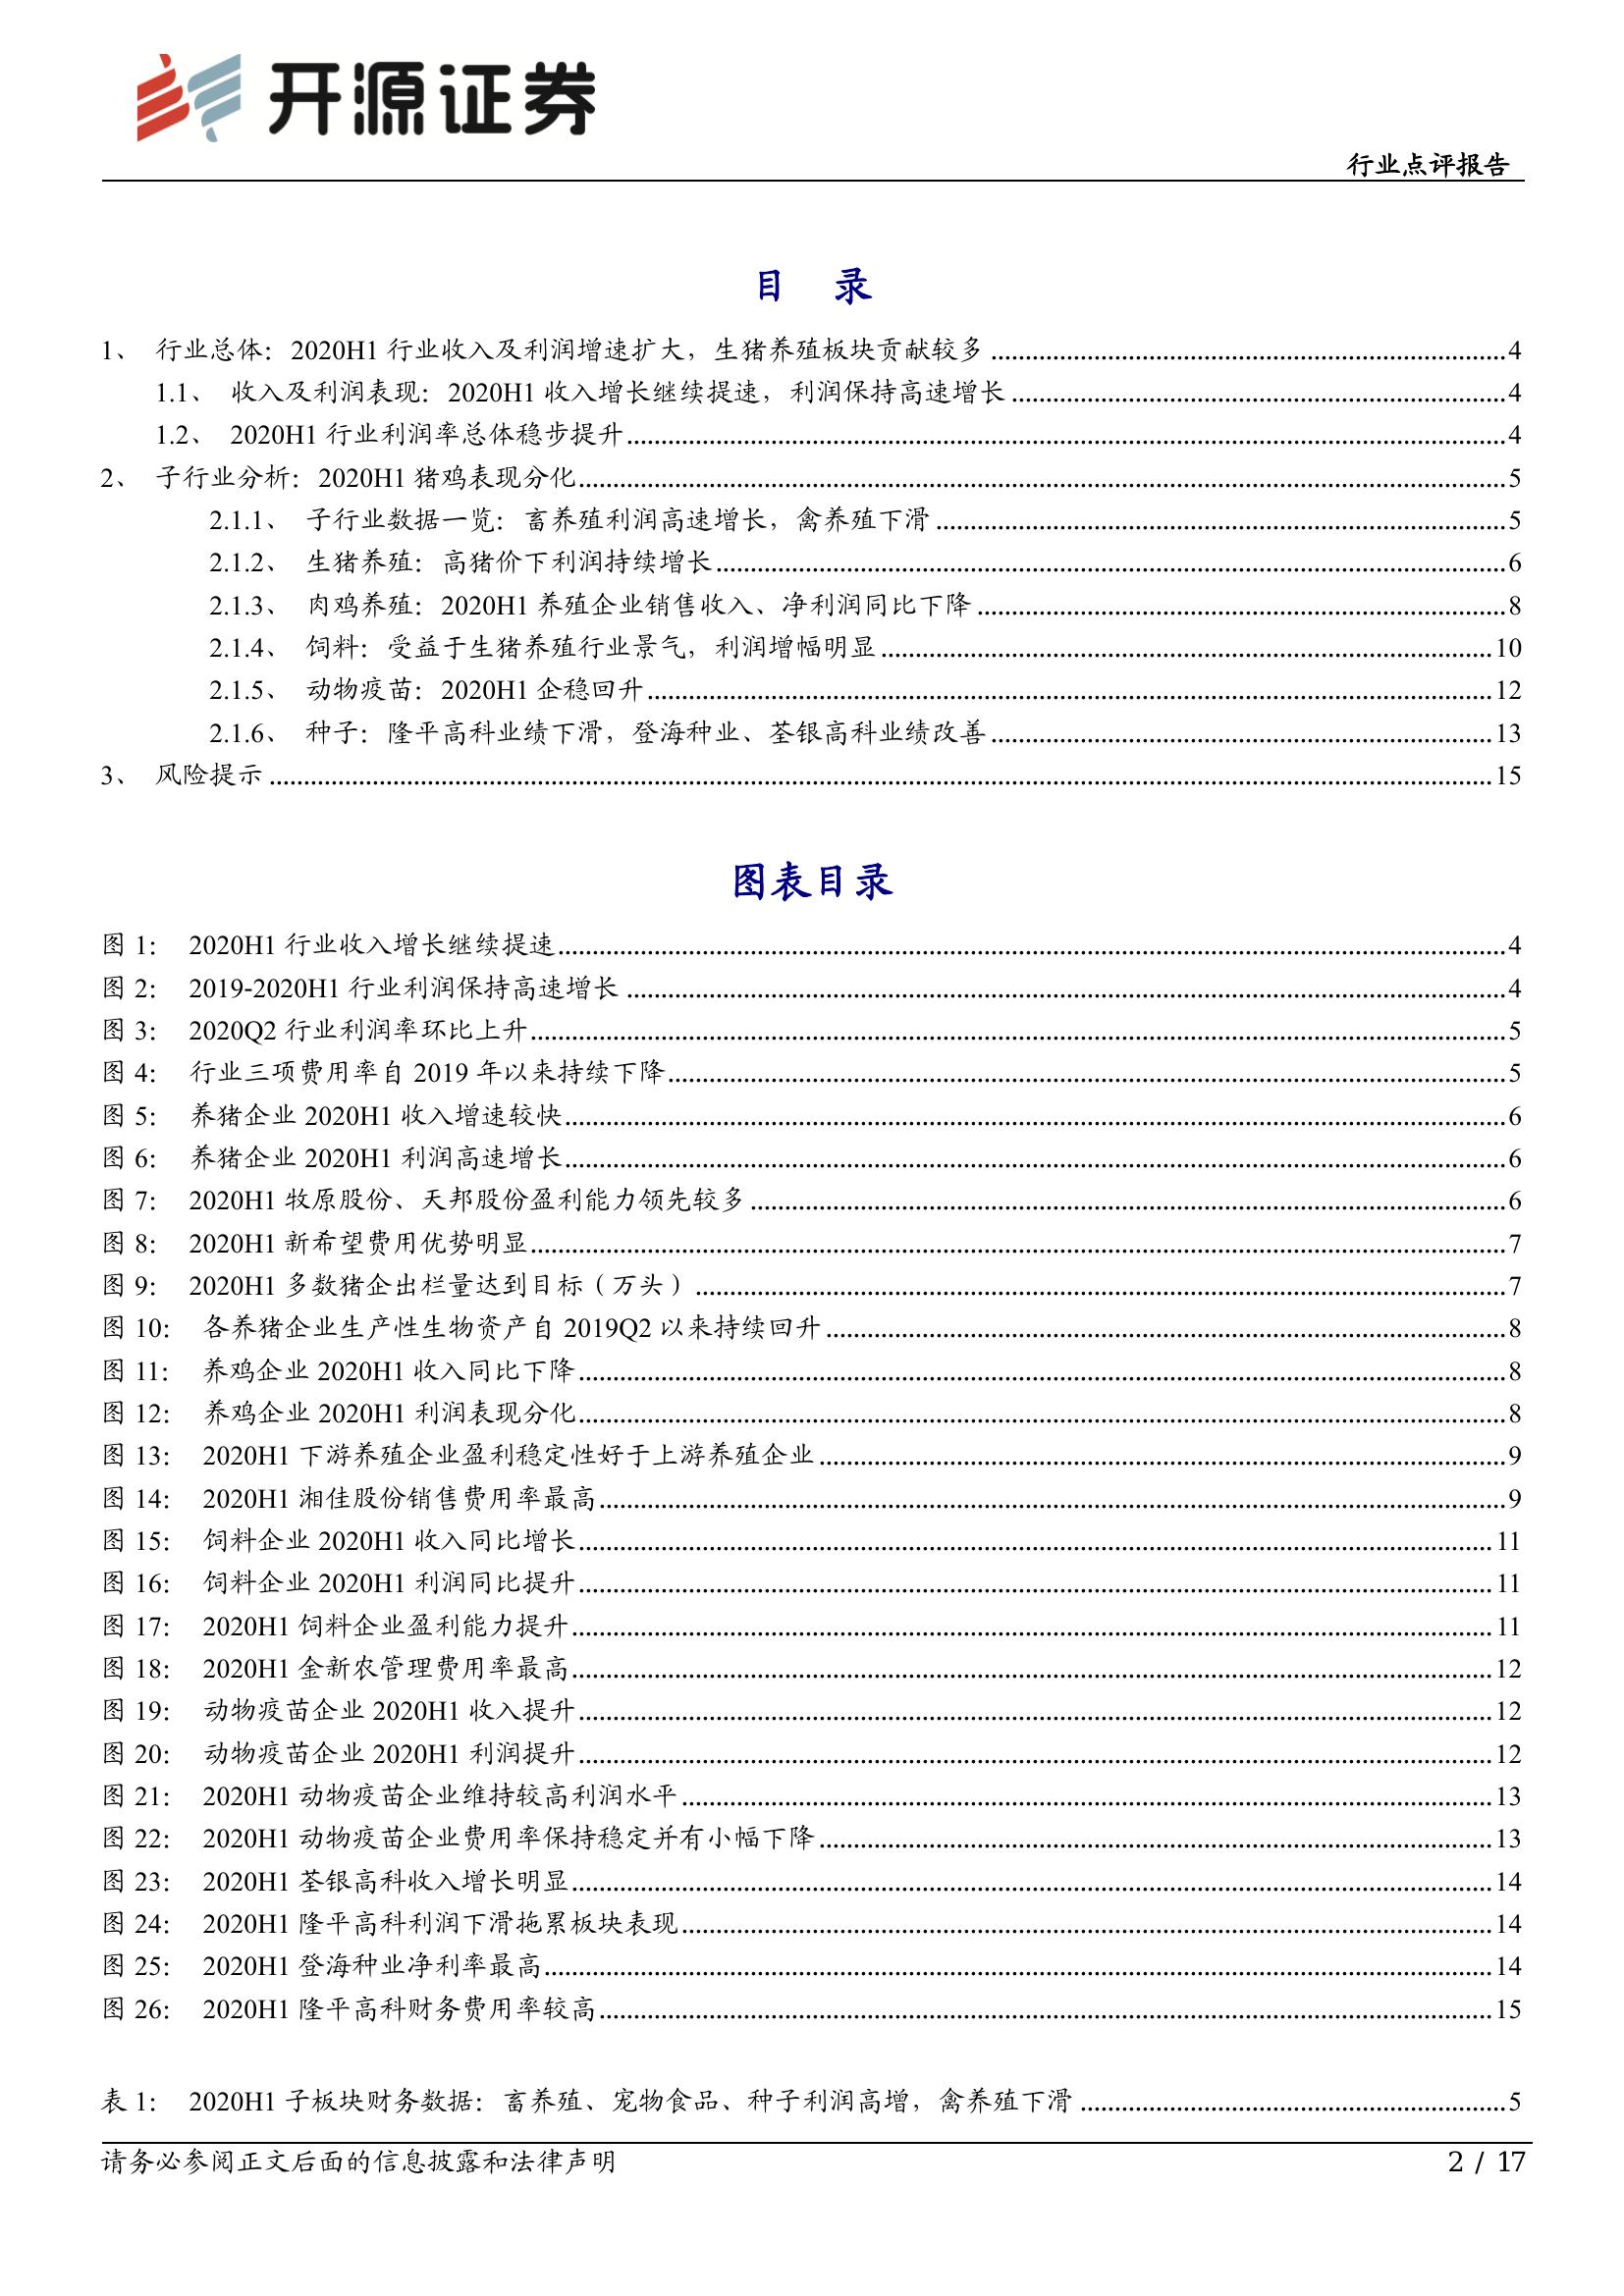 开源证券
行业点评报告
目 录
1、 行业总体：2020H1 行业收入及利润增速扩大，生猪养殖板块贡献较多 4
1.1、 收入及利润表现：2020H1 收入增长继续提速，利润保持高速增长 4
1.2、 2020H1 行业利润率总体稳步提升 4
2、 子行业分析：2020H1 猪鸡表现分化 5
2.1.1、 子行业数据一览：畜养殖利润高速增长，禽养殖下滑 5
2.1.2、 生猪养殖：高猪价下利润持续增长 6
2.1.3、 肉鸡养殖：2020H1 养殖企业销售收入、净利润同比下降 8
2.1.4、 饲料：受益于生猪养殖行业景气，利润增幅明显 10
2.1.5、 动物疫苗：2020H1 企稳回升 12
2.1.6、 种子：隆平高科业绩下滑，登海种业、荃银高科业绩改善 13
3、 风险提示 15
图表目录
图 1： 2020H1 行业收入增长继续提速 4
图 2： 2019-2020H1 行业利润保持高速增长 4
图 3： 2020Q2 行业利润率环比上升 5
图 4： 行业三项费用率自 2019 年以来持续下降 5
图 5： 养猪企业 2020H1 收入增速较快 6
图 6： 养猪企业 2020H1 利润高速增长 6
图 7： 2020H1 牧原股份、天邦股份盈利能力领先较多 6
图 8： 2020H1 新希望费用优势明显 7
图 9： 2020H1 多数猪企出栏量达到目标（万头） 7
图 10： 各养猪企业生产性生物资产自 2019Q2 以来持续回升 8
图 11： 养鸡企业 2020H1 收入同比下降 8
图 12： 养鸡企业 2020H1 利润表现分化 8
图 13： 2020H1 下游养殖企业盈利稳定性好于上游养殖企业 9
图 14： 2020H1 湘佳股份销售费用率最高 9
图 15： 饲料企业 2020H1 收入同比增长 11
图 16： 饲料企业 2020H1 利润同比提升 11
图 17： 2020H1 饲料企业盈利能力提升 11
图 18： 2020H1 金新农管理费用率最高 12
图 19： 动物疫苗企业 2020H1 收入提升 12
图 20： 动物疫苗企业 2020H1 利润提升 12
图 21： 2020H1 动物疫苗企业维持较高利润水平 13
图 22： 2020H1 动物疫苗企业费用率保持稳定并有小幅下降 13
图 23： 2020H1 荃银高科收入增长明显 14
图 24： 2020H1 隆平高科利润下滑拖累板块表现 14
图 25： 2020H1 登海种业净利率最高 14
图 26： 2020H1 隆平高科财务费用率较高 15
表 1： 2020H1 子板块财务数据：畜养殖、宠物食品、种子利润高增，禽养殖下滑 5
请务必参阅正文后面的信息披露和法律声明 2 / 17